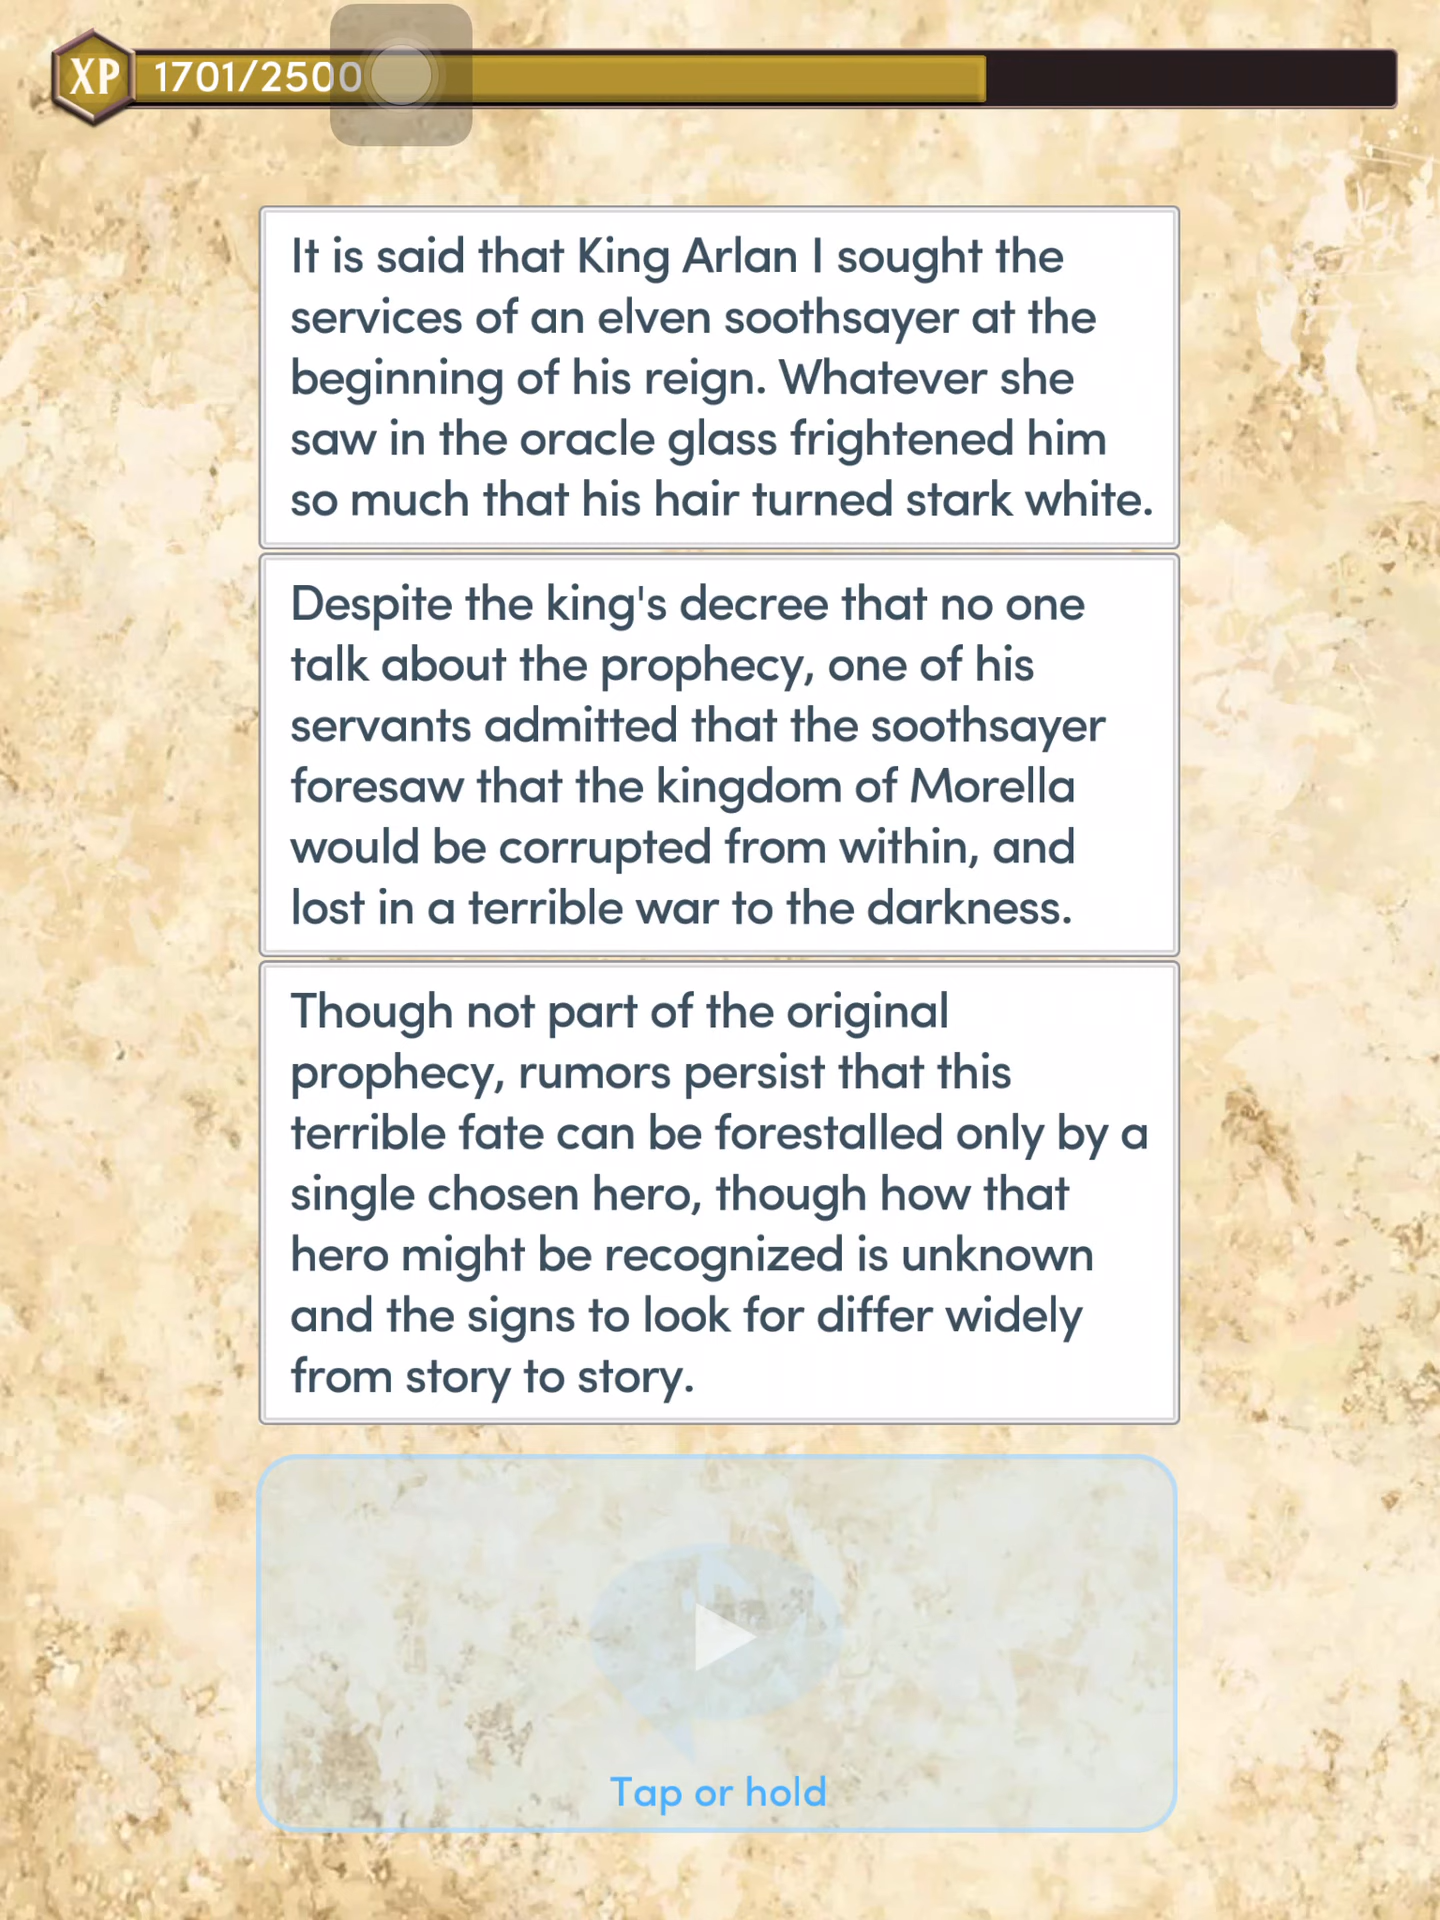 XP 1701/2500
It is said that King Arlan I sought the
services of an elven soothsayer at the
beginning of his reign. Whatever she
saw in the oracle glass frightened him
so much that his hair turned stark white.
Despite the king's decree that no one
talk about the prophecy, one of his
servants admitted that the soothsayer
foresaw that the kingdom of Morella
would be corrupted from within, and
lost in a terrible war to the darkness.
Though not part of the original
prophecy, rumors persist that this
terrible fate can be forestalled only by a
single chosen hero, though how that
hero might be recognized is unknown
and the signs to look for differ widely
from story to story.
Tap or hold